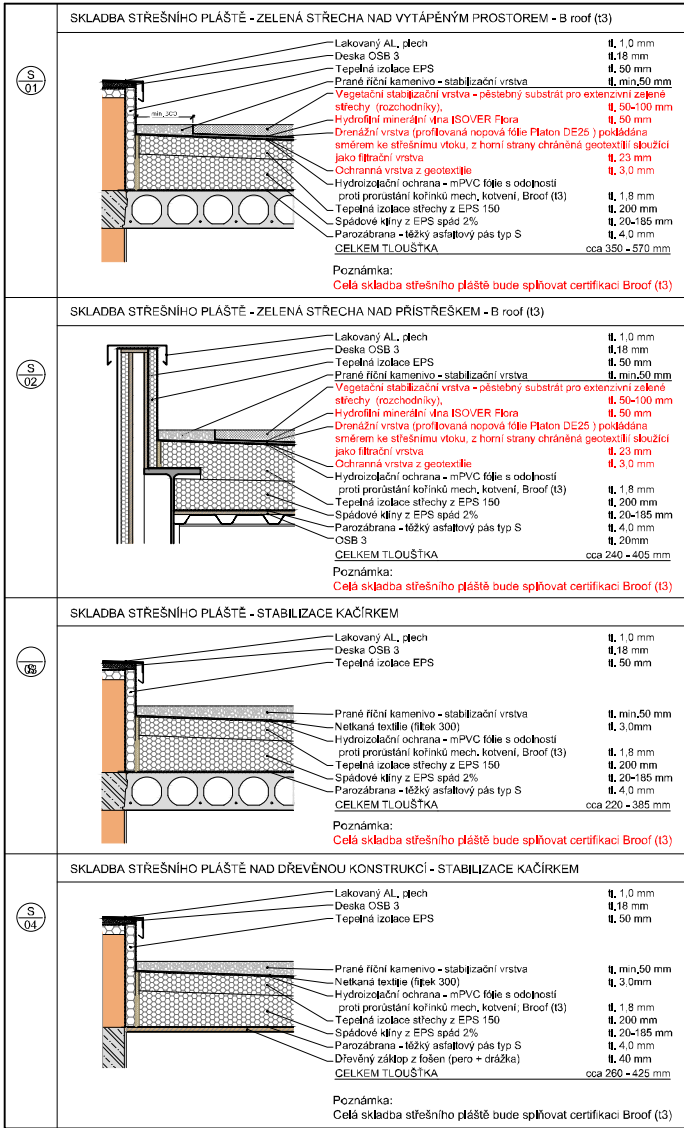 SKLADBA STŘEŠNÍHO PLÁŠTĚ - ZELENÁ STŘECHA NAD VYTÁPĚNÝM PROSTOREM - B roof (t3)
S
01
min. 300
Lakovaný AL. plech tl. 1,0 mm
Deska OSB 3 tl.18 mm
Tepelná izolace EPS tl. 50 mm
Prané říční kamenivo - stabilizační vrstva tl. min.50 mm
Vegetační stabilizační vrstva - pěstebný substrát pro extenzivní zelené
střechy (rozchodníky), tl. 50-100 mm
Hydrofilní minerální vlna ISOVER Flora tl. 50 mm
Drenážní vrstva (profilovaná nopová fólie Platon DE25 ) pokládána
směrem ke střešnímu vtoku, z horní strany chráněná geotextílií sloužící
jako filtrační vrstva tl. 23 mm
Ochranná vrstva z geotextilie tl. 3,0 mm
Hydroizolační ochrana - mPVC fólie s odolností
proti prorůstání kořínků mech. kotvení, Broof (t3) tl. 1,8 mm
Tepelná izolace střechy z EPS 150 tl. 200 mm
Spádové klíny z EPS spád 2% tl. 20-185 mm
Parozábrana - těžký asfaltový pás typ S tl. 4,0 mm
CELKEM TLOUŠŤKA cca 350 - 570 mm
Poznámka:
Celá skladba střešního pláště bude splňovat certifikaci Broof (t3)
SKLADBA STŘEŠNÍHO PLÁŠTĚ - ZELENÁ STŘECHA NAD PŘÍSTŘEŠKEM - B roof (t3)
S
02
Lakovaný AL. plech tl. 1,0 mm
Deska OSB 3 tl.18 mm
Tepelná izolace EPS tl. 50 mm
Prané říční kamenivo - stabilizační vrstva tl. min.50 mm
Vegetační stabilizační vrstva - pěstebný substrát pro extenzivní zelené
střechy (rozchodníky), tl. 50-100 mm
Hydrofilní minerální vlna ISOVER Flora tl. 50 mm
Drenážní vrstva (profilovaná nopová fólie Platon DE25 ) pokládána
směrem ke střešnímu vtoku, z horní strany chráněná geotextílií sloužící
jako filtrační vrstva tl. 23 mm
Ochranná vrstva z geotextilie tl. 3,0 mm
Hydroizolační ochrana - mPVC fólie s odolností
proti prorůstání kořínků mech. kotvení, Broof (t3) tl. 1,8 mm
Tepelná izolace střechy z EPS 150 tl. 200 mm
Spádové klíny z EPS spád 2% tl. 20-185 mm
Parozábrana - těžký asfaltový pás typ S tl. 4,0 mm
OSB 3 tl. 20mm
CELKEM TLOUŠŤKA cca 240 - 405 mm
Poznámka:
Celá skladba střešního pláště bude splňovat certifikaci Broof (t3)
SKLADBA STŘEŠNÍHO PLÁŠTĚ - STABILIZACE KAČÍRKEM
Lakovaný AL. plech tl. 1,0 mm
Deska OSB 3 tl.18 mm
Tepelná izolace EPS tl. 50 mm
Prané říční kamenivo - stabilizační vrstva tl. min.50 mm
Netkaná textilie (filtek 300) tl. 3,0mm
Hydroizolační ochrana - mPVC fólie s odolností
proti prorůstání kořínků mech. kotvení, Broof (t3) tl. 1,8 mm
Tepelná izolace střechy z EPS 150 tl. 200 mm
Spádové klíny z EPS spád 2% tl. 20-185 mm
Parozábrana - těžký asfaltový pás typ S tl. 4,0 mm
CELKEM TLOUŠŤKA cca 220 - 385 mm
Poznámka:
Celá skladba střešního pláště bude splňovat certifikaci Broof (t3)
SKLADBA STŘEŠNÍHO PLÁŠTĚ NAD DŘEVĚNOU KONSTRUKCÍ - STABILIZACE KAČÍRKEM
S
04
Lakovaný AL. plech tl. 1,0 mm
Deska OSB 3 tl.18 mm
Tepelná izolace EPS tl. 50 mm
Prané říční kamenivo - stabilizační vrstva tl. min.50 mm
Netkaná textilie (filtek 300) tl. 3,0mm
Hydroizolační ochrana - mPVC fólie s odolností
proti prorůstání kořínků mech. kotvení, Broof (t3) tl. 1,8 mm
Tepelná izolace střechy z EPS 150 tl. 200 mm
Spádové klíny z EPS spád 2% tl. 20-185 mm
Parozábrana - těžký asfaltový pás typ S tl. 4,0 mm
Dřevěný záklop z fošen (pero + drážka) tl. 40 mm
CELKEM TLOUŠŤKA cca 260 - 425 mm
Poznámka:
Celá skladba střešního pláště bude splňovat certifikaci Broof (t3)